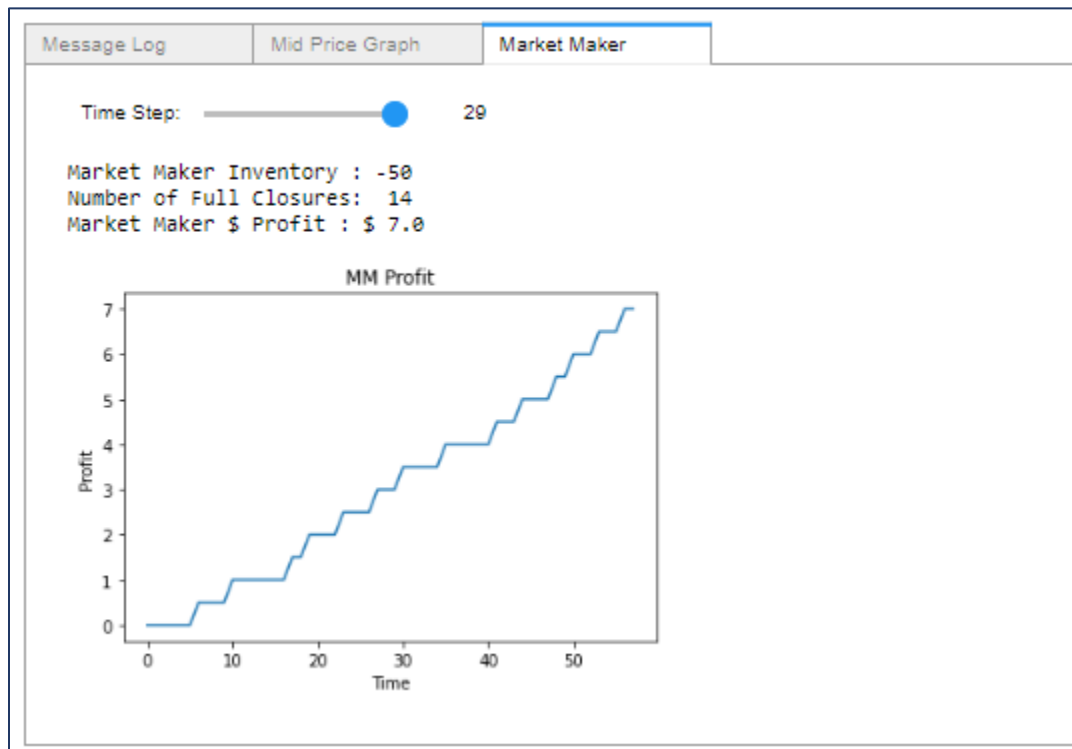 Message Log
Mid Price Graph
Market Maker
Time Step:
29
Market Maker Inventory : -50
Number of Full Closures:  14
Market Maker $ Profit : $ 7.0
MM Profit
7
6
5
4
3
2
1
0
Profit
0
10
20
30
40
50
Time